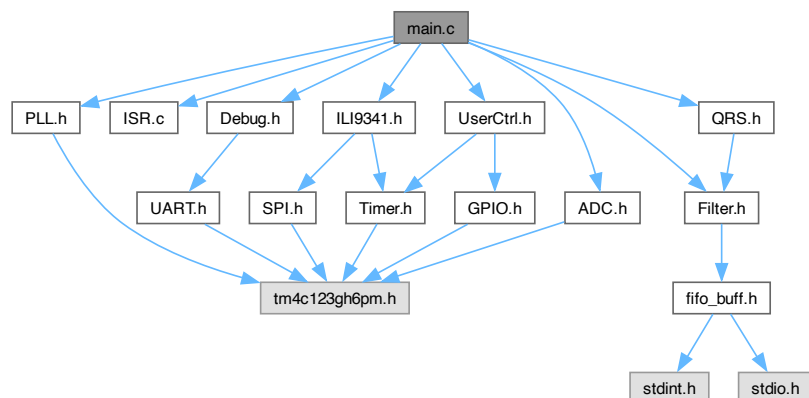 main.c
PLL.h
ISR.c
Debug.h
ILI9341.h
UserCtrl.h
QRS.h
UART.h
SPI.h
Timer.h
GPIO.h
ADC.h
Filter.h
tm4c123gh6pm.h
fifo_buff.h
stdint.h
stdio.h